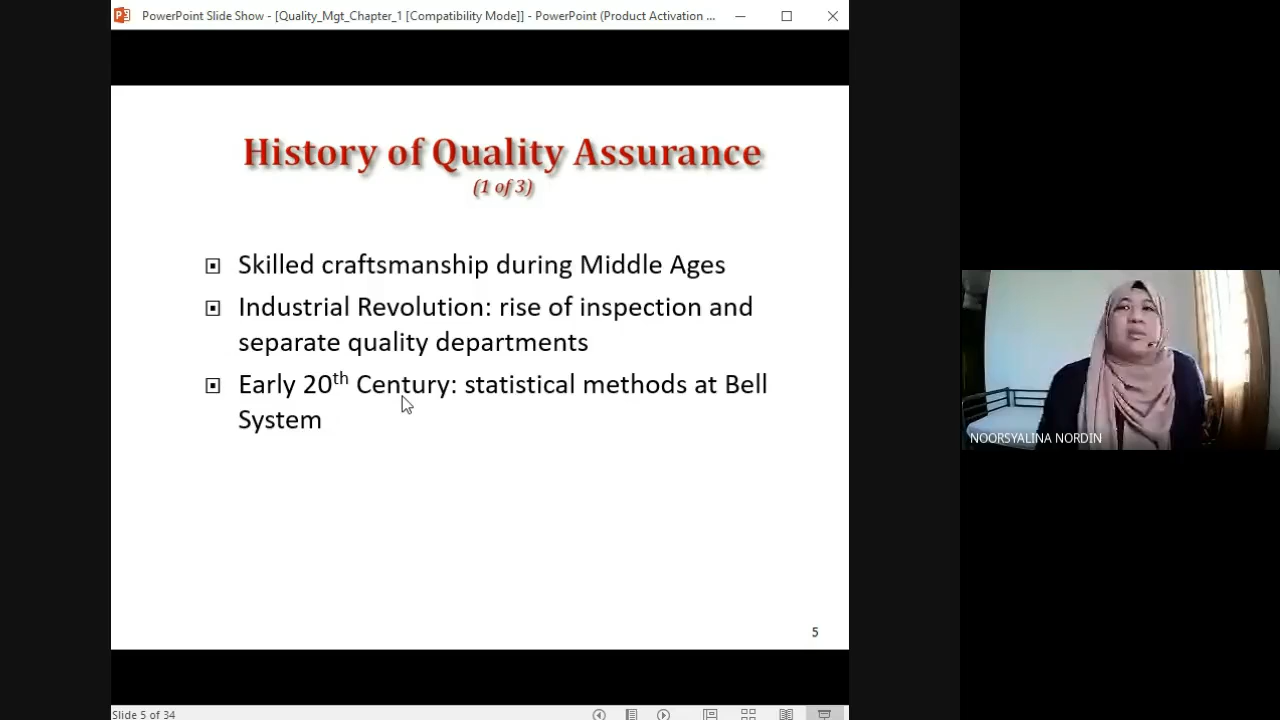 PowerPoint Slide Show - [Quality_Mgt_Chapter_1 [Compatibility Mode]] - PowerPoint (Product Activation ...
History of Quality Assurance
(1 of 3)
Skilled craftsmanship during Middle Ages
Industrial Revolution: rise of inspection and
separate quality departments
Early 20th Century: statistical methods at Bell
System
5
Slide 5 of 34
NOORSYALINA NORDIN